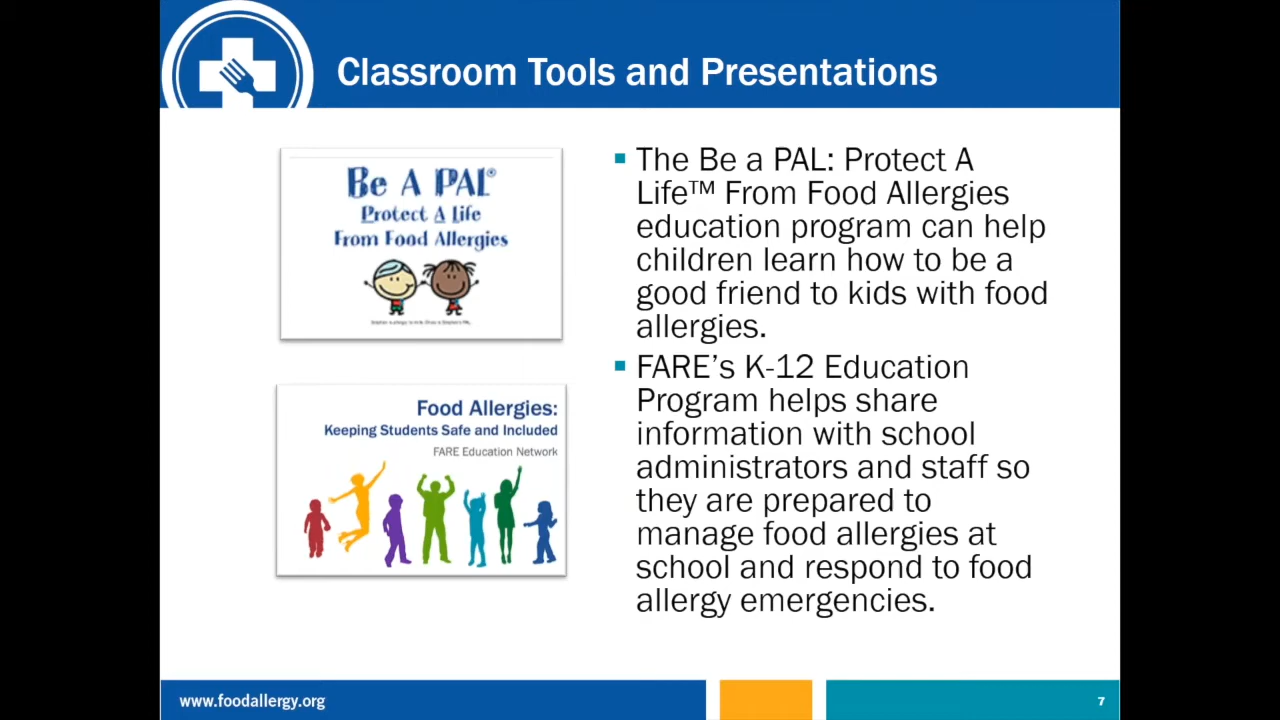 Classroom Tools and Presentations
Be A PAL®
Protect A Life
From Food Allergies
Food Allergies:
Keeping Students Safe and Included
FARE Education Network
▪ The Be a PAL: Protect A
Life™ From Food Allergies
education program can help
children learn how to be a
good friend to kids with food
allergies.
▪ FARE’s K-12 Education
Program helps share
information with school
administrators and staff so
they are prepared to
manage food allergies at
school and respond to food
allergy emergencies.
www.foodallergy.org
7